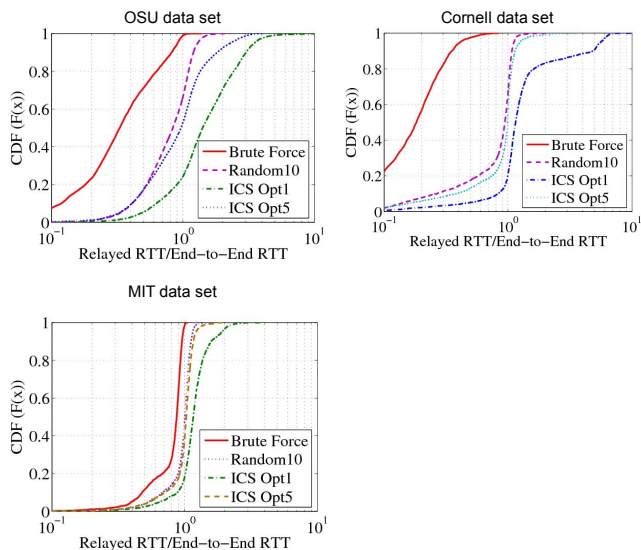 OSU data set
1
0.8
0.6
0.4
0.2
0
CDF (F(x))
Brute Force
Random10
ICS Opt1
ICS Opt5
10^-1
10^0
10^1
Relayed RTT/End-to-End RTT
Cornell data set
1
0.8
0.6
0.4
0.2
0
CDF (F(x))
Brute Force
Random10
ICS Opt1
ICS Opt5
10^-1
10^0
10^1
Relayed RTT/End-to-End RTT
MIT data set
1
0.8
0.6
0.4
0.2
0
CDF (F(x))
Brute Force
Random10
ICS Opt1
ICS Opt5
10^-1
10^0
10^1
Relayed RTT/End-to-End RTT